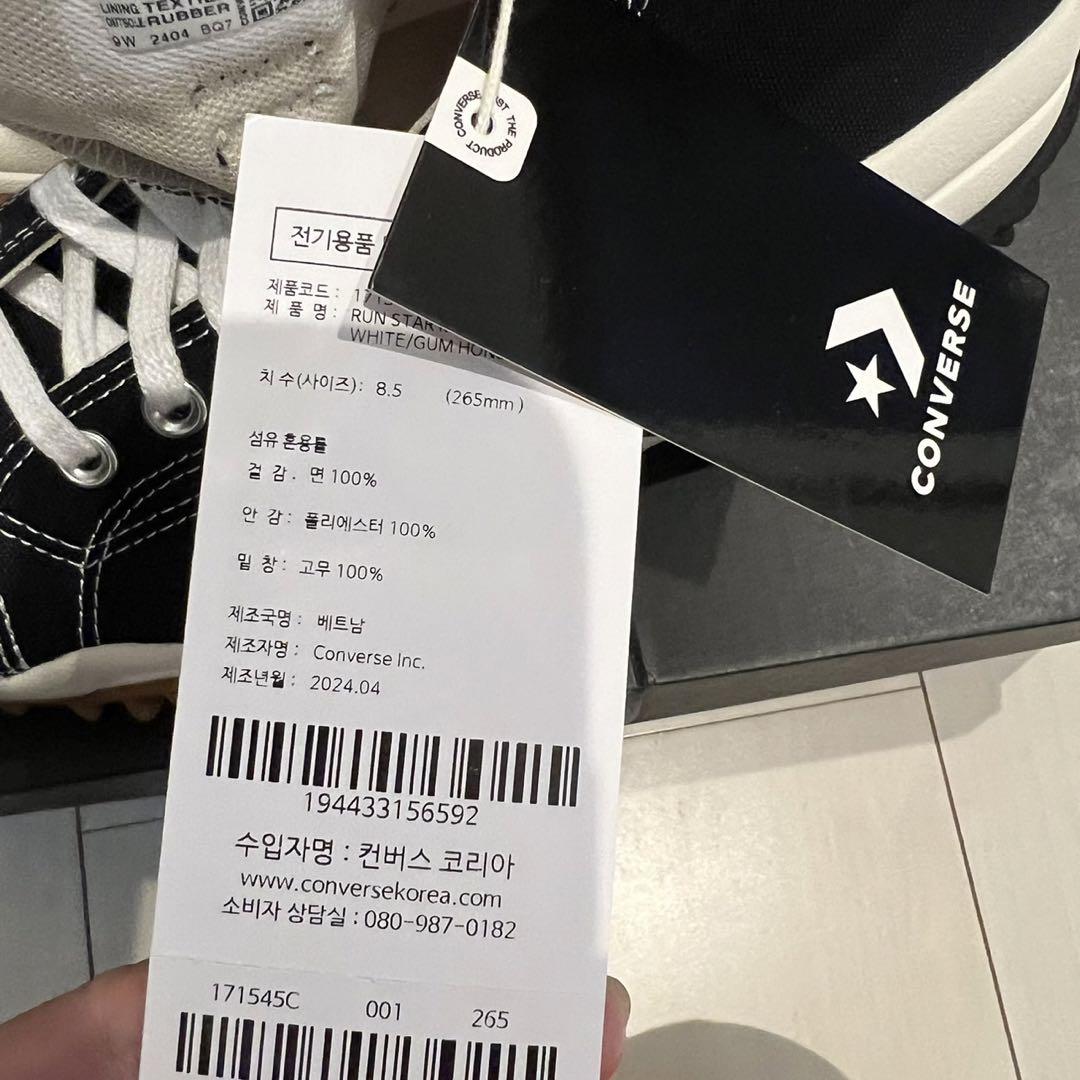 LINING TEXTIL
OUTSOLE RUBBER
9W 2404 BQ7
CONVERSE THE PRODUCT
전기용품
제품코드 :
제 품 명 : RUN STAR
WHITE/GUM
치 수(사이즈) : 8.5 (265mm)
섬유 혼용률
겉 감 . 면 100%
안 감 : 폴리에스터 100%
밑 창 : 고무 100%
제조국명 : 베트남
제조자명 : Converse Inc.
제조년월 : 2024.04
194433156592
수입자명 : 컨버스 코리아
www.conversekorea.com
소비자 상담실 : 080-987-0182
171545C 001 265
CONVERSE